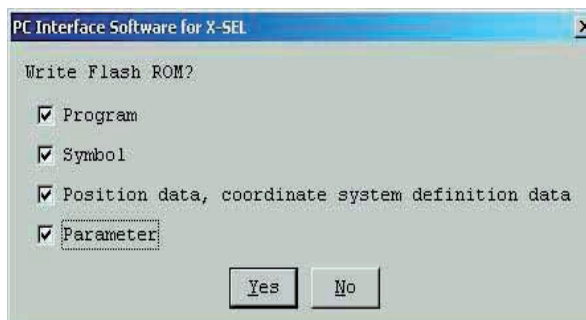 PC Interface Software for X-SEL
Write Flash ROM?
Program
Symbol
Position data, coordinate system definition data
Parameter
Yes No